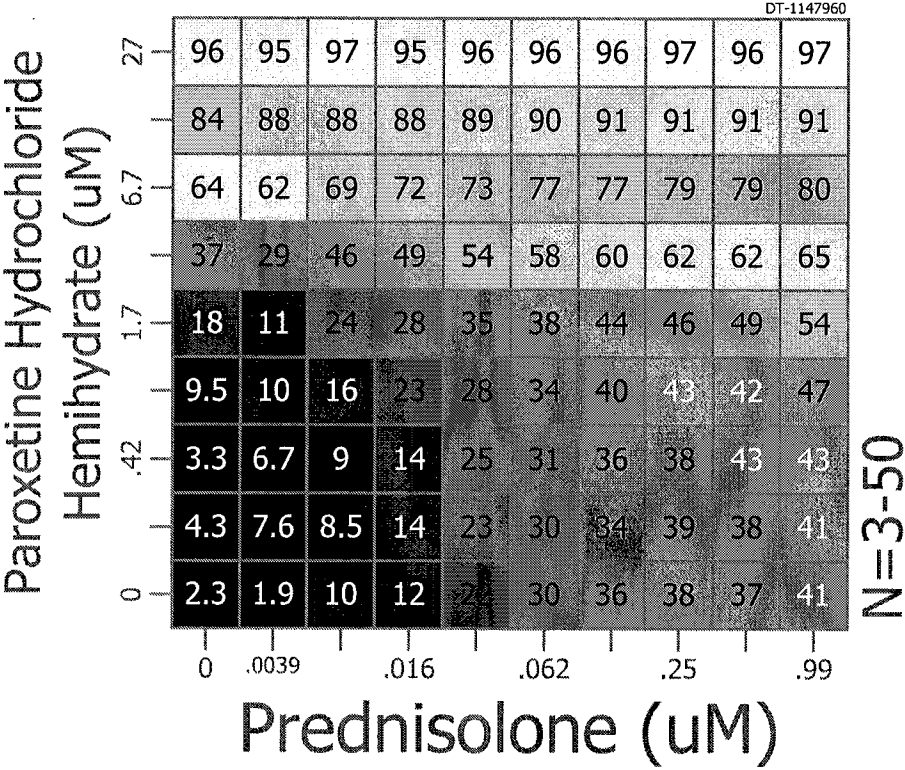 DT-1147960
Paroxetine Hydrochloride
Hemihydrate (uM)
27 96 95 97 95 96 96 96 97 96 97
84 88 88 88 89 90 91 91 91 91
6.7 64 62 69 72 73 77 77 79 79 80
37 29 46 49 54 58 60 62 62 65
1.7 18 11 24 28 35 38 44 46 49 54
9.5 10 16 23 28 34 40 43 42 47
.42 3.3 6.7 9 14 25 31 36 38 43 43
4.3 7.6 8.5 14 23 30 34 39 38 41
0 2.3 1.9 10 12 30 36 38 37 41
0 .0039 .016 .062 .25 .99
Prednisolone (uM)
N=3-50